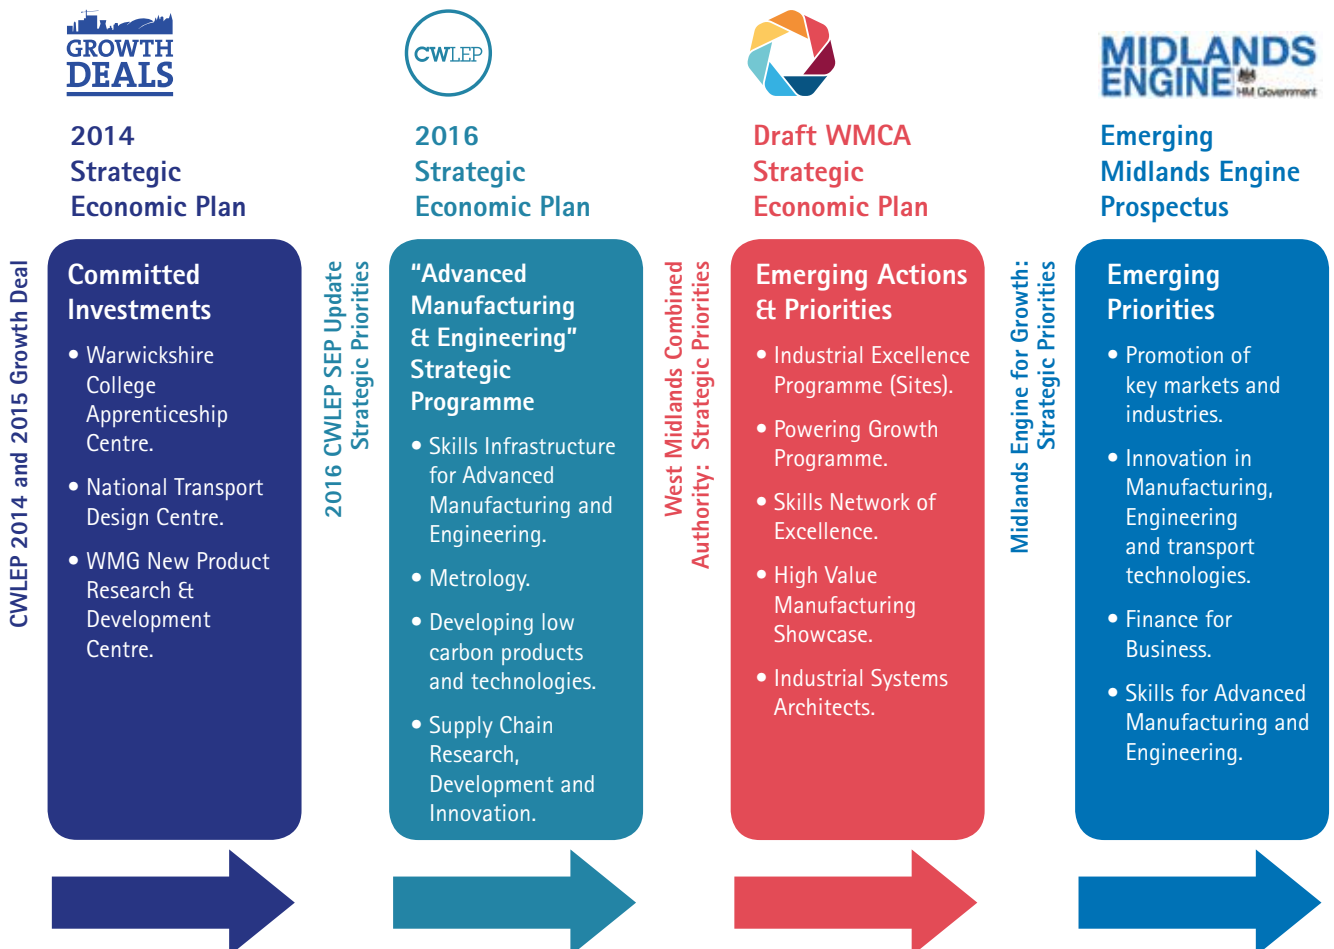 GROWTH
DEALS
2014
Strategic
Economic Plan
CWLEP 2014 and 2015 Growth Deal
Committed
Investments
• Warwickshire
College
Apprenticeship
Centre.
• National Transport
Design Centre.
• WMG New Product
Research &
Development
Centre.
CWLEP
2016
Strategic
Economic Plan
2016 CWLEP SEP Update
Strategic Priorities
"Advanced
Manufacturing
& Engineering"
Strategic
Programme
• Skills Infrastructure
for Advanced
Manufacturing and
Engineering.
• Metrology.
• Developing low
carbon products
and technologies.
• Supply Chain
Research,
Development and
Innovation.
Draft WMCA
Strategic
Economic Plan
West Midlands Combined
Authority: Strategic Priorities
Emerging Actions
& Priorities
• Industrial Excellence
Programme (Sites).
• Powering Growth
Programme.
• Skills Network of
Excellence.
• High Value
Manufacturing
Showcase.
• Industrial Systems
Architects.
MIDLANDS
ENGINE
HM Government
Emerging
Midlands Engine
Prospectus
Midlands Engine for Growth:
Strategic Priorities
Emerging
Priorities
• Promotion of
key markets and
industries.
• Innovation in
Manufacturing,
Engineering
and transport
technologies.
• Finance for
Business.
• Skills for Advanced
Manufacturing and
Engineering.